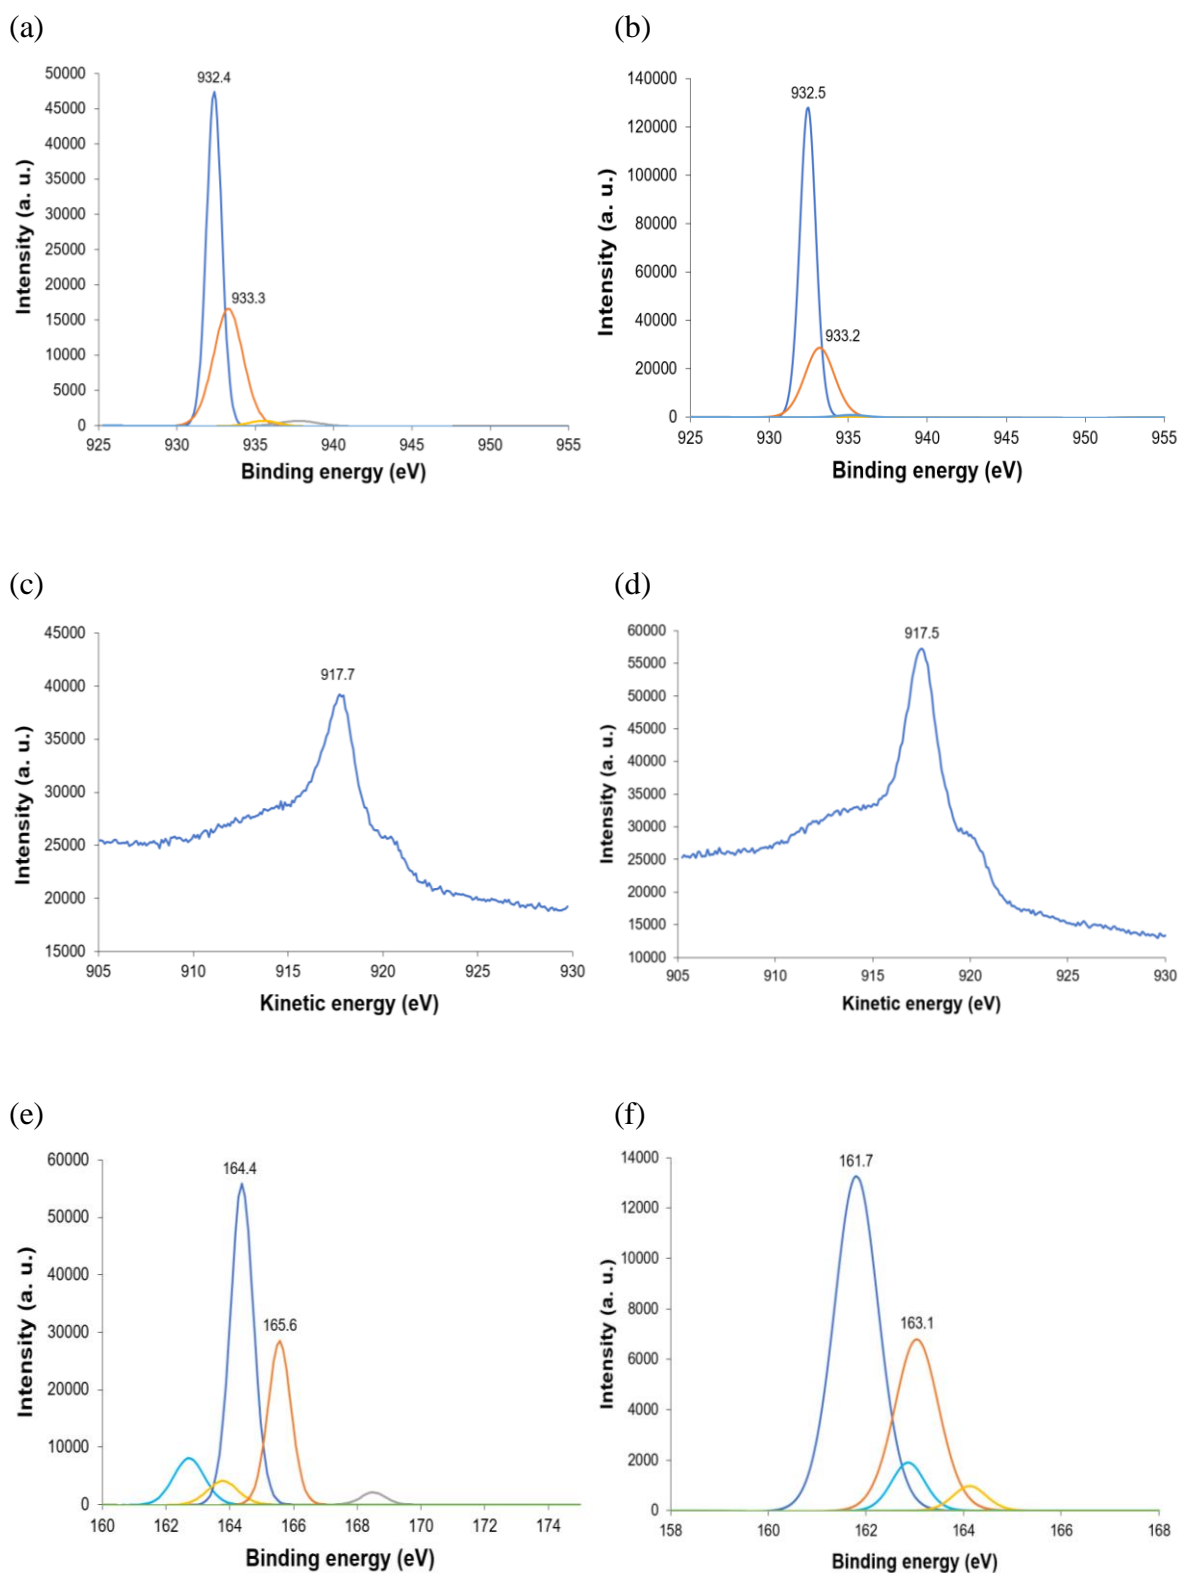 (a)
50000
45000
40000
35000
30000
25000
20000
15000
10000
5000
0
Intensity (a. u.)
932.4
933.3
925 930 935 940 945 950 955
Binding energy (eV)
(b)
140000
120000
100000
80000
60000
40000
20000
0
Intensity (a. u.)
932.5
933.2
925 930 935 940 945 950 955
Binding energy (eV)
(c)
45000
40000
35000
30000
25000
20000
15000
Intensity (a. u.)
917.7
905 910 915 920 925 930
Kinetic energy (eV)
(d)
60000
55000
50000
45000
40000
35000
30000
25000
20000
15000
10000
Intensity (a. u.)
917.5
905 910 915 920 925 930
Kinetic energy (eV)
(e)
60000
50000
40000
30000
20000
10000
0
Intensity (a. u.)
164.4
165.6
160 162 164 166 168 170 172 174
Binding energy (eV)
(f)
14000
12000
10000
8000
6000
4000
2000
0
Intensity (a. u.)
161.7
163.1
158 160 162 164 166 168
Binding energy (eV)